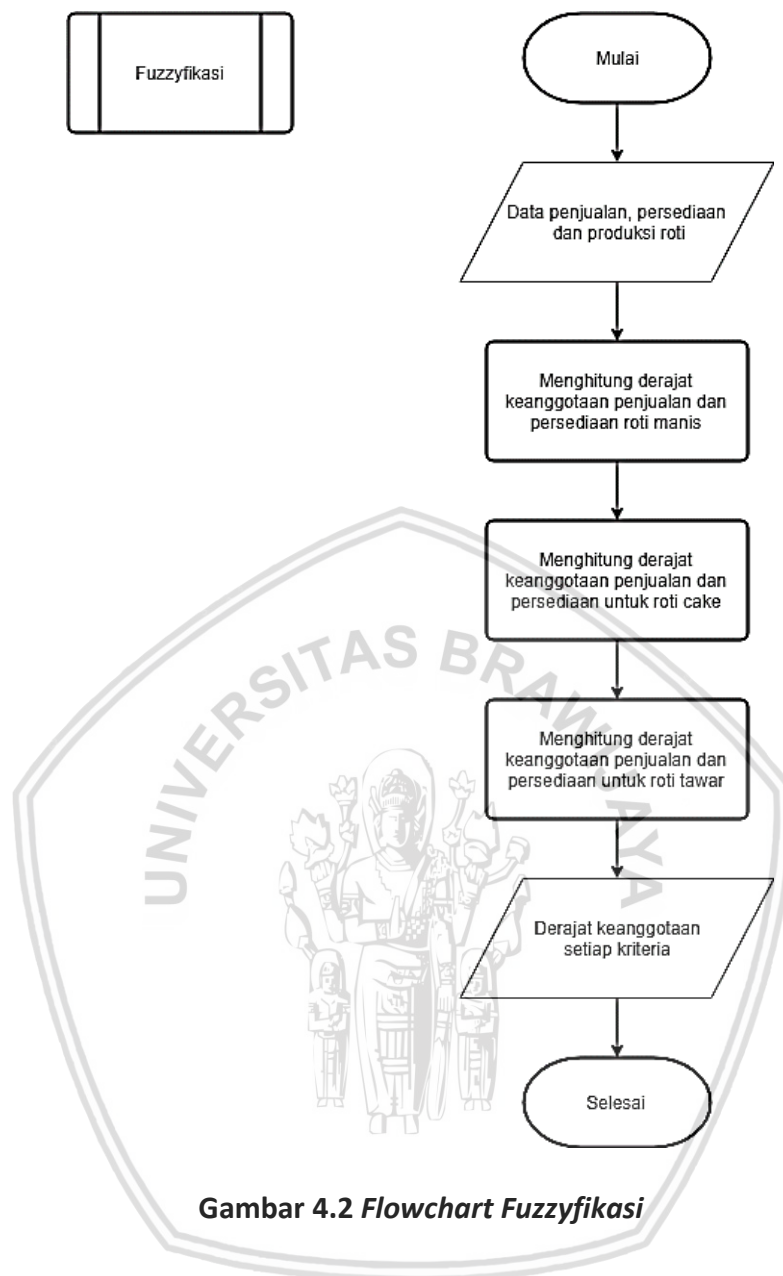 Fuzzyfikasi
Mulai
Data penjualan, persediaan
dan produksi roti
Menghitung derajat
keanggotaan penjualan dan
persediaan roti manis
Menghitung derajat
keanggotaan penjualan dan
persediaan untuk roti cake
Menghitung derajat
keanggotaan penjualan dan
persediaan untuk roti tawar
Derajat keanggotaan
setiap kriteria
Selesai
UNIVERSITAS BRAWIJAYA
Gambar 4.2 Flowchart Fuzzyfikasi